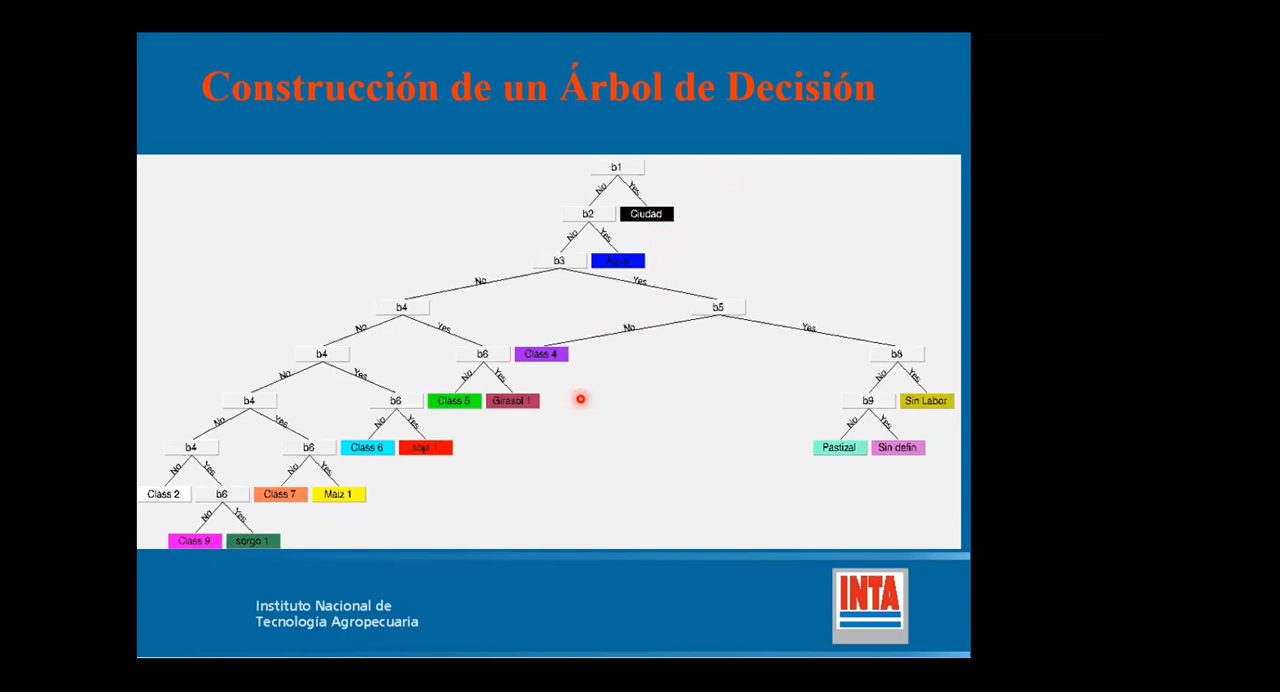 Construcción de un Árbol de Decisión
b1
No
Yes
b2
Ciudad
No
Yes
b3
Agua
No
Yes
b4
b5
No
Yes
No
Yes
b4
b6
Class 4
b8
No
Yes
No
Yes
No
Yes
b4
b6
Class 5
Girasol 1
b9
Sin Labor
No
Yes
No
Yes
No
Yes
b4
b6
Class 6
soja 1
Pastizal
Sin defin
No
Yes
No
Yes
Class 2
b6
Class 7
Maiz 1
No
Yes
Class 9
sorgo 1
Instituto Nacional de
Tecnología Agropecuaria
INTA